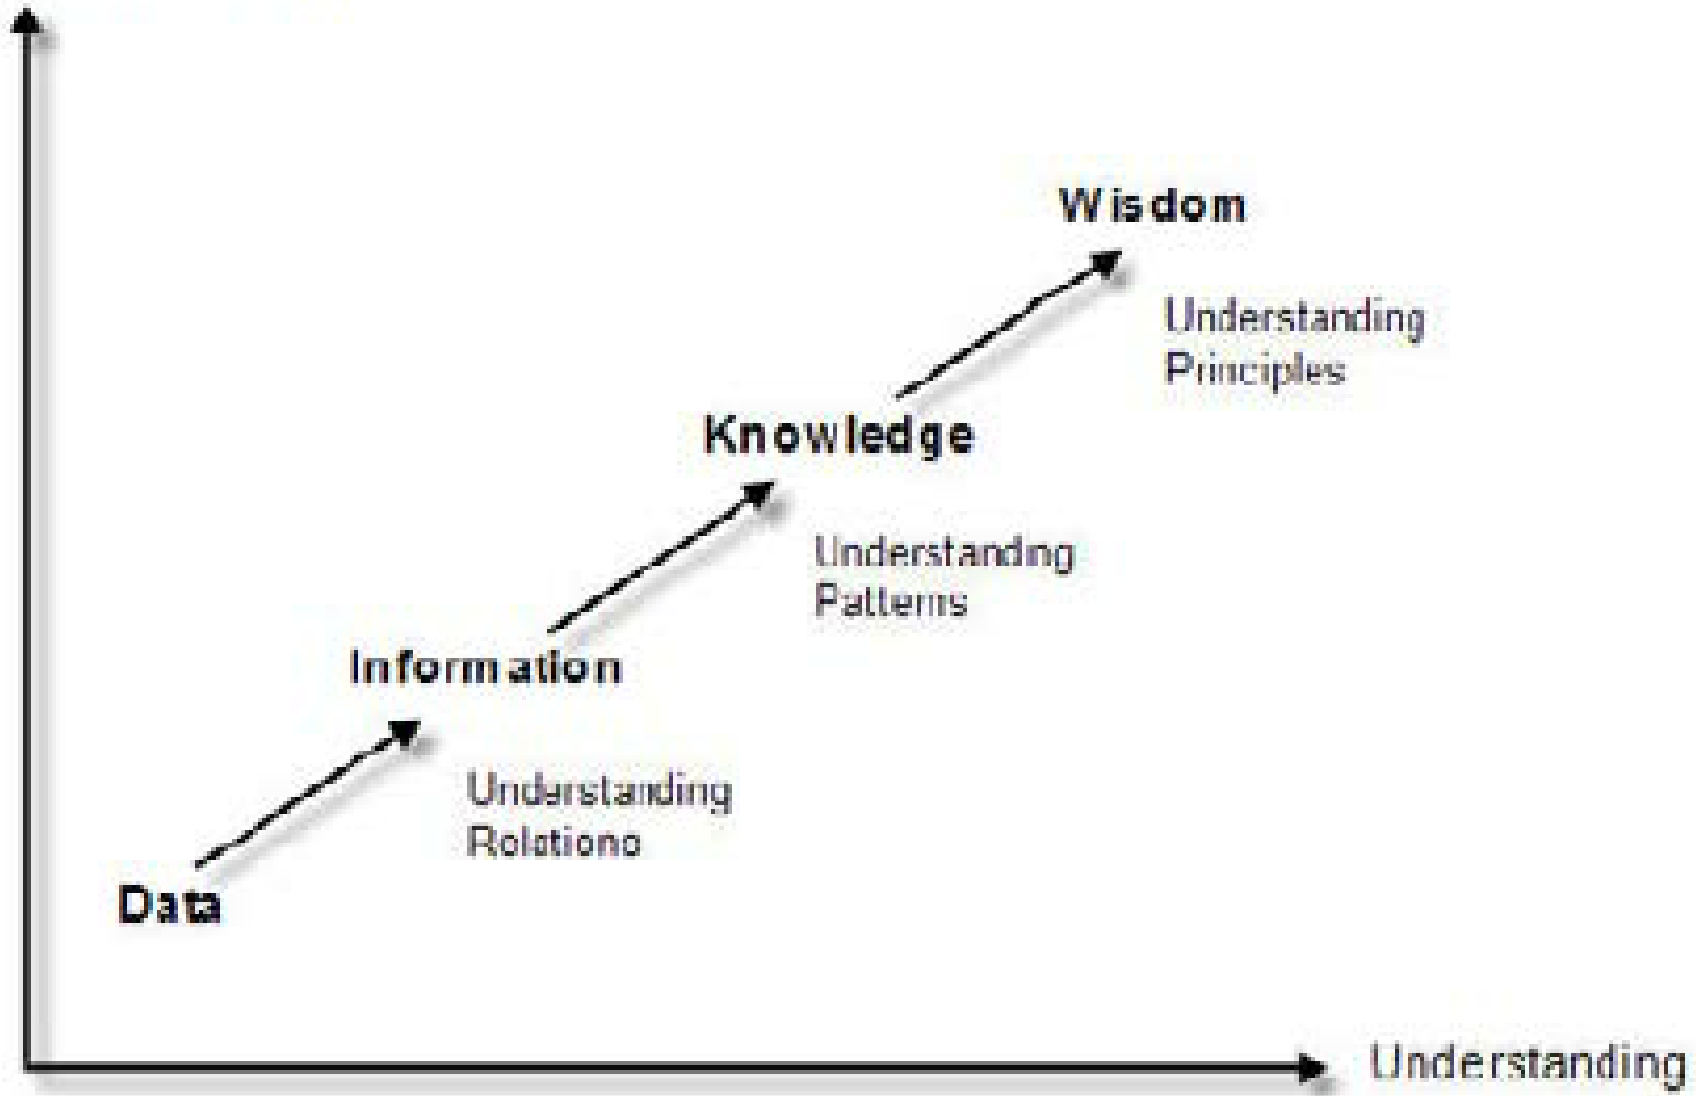 Wisdom
Understanding
Principles
Knowledge
Understanding
Patterns
Information
Understanding
Relations
Data
Understanding